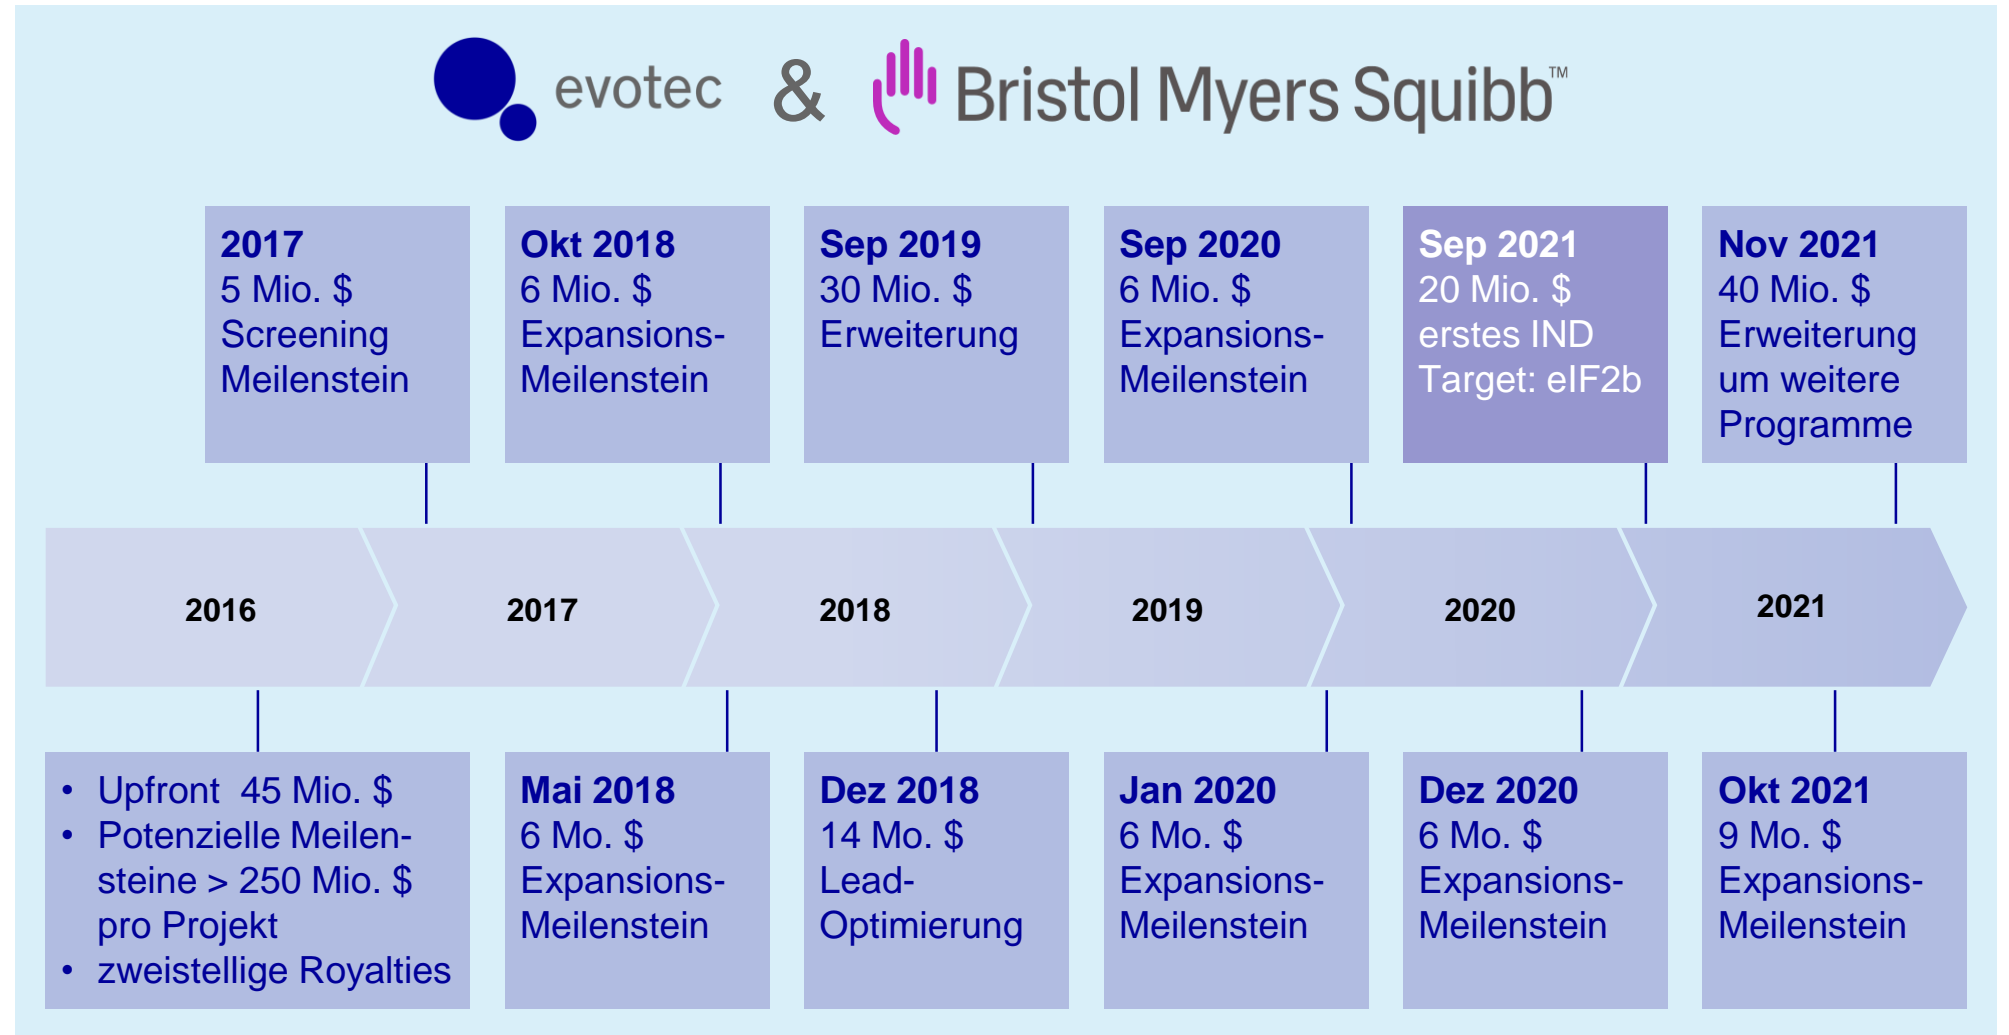 evotec & Bristol Myers Squibb™
2017
5 Mio. $
Screening
Meilenstein
Okt 2018
6 Mio. $
Expansions-
Meilenstein
Sep 2019
30 Mio. $
Erweiterung
Sep 2020
6 Mio. $
Expansions-
Meilenstein
Sep 2021
20 Mio. $
erstes IND
Target: eIF2b
Nov 2021
40 Mio. $
Erweiterung
um weitere
Programme
2016
2017
2018
2019
2020
2021
• Upfront  45 Mio. $
• Potenzielle Meilen-
steine > 250 Mio. $
pro Projekt
• zweistellige Royalties
Mai 2018
6 Mo. $
Expansions-
Meilenstein
Dez 2018
14 Mo. $
Lead-
Optimierung
Jan 2020
6 Mo. $
Expansions-
Meilenstein
Dez 2020
6 Mo. $
Expansions-
Meilenstein
Okt 2021
9 Mo. $
Expansions-
Meilenstein